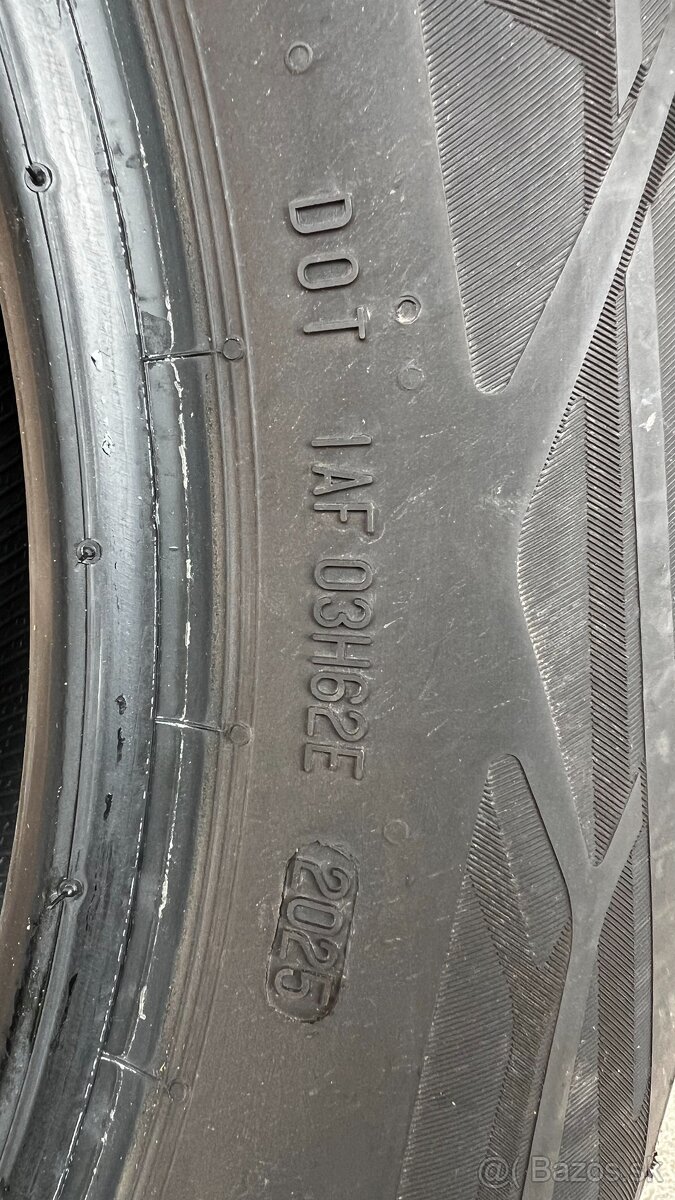 DOT 1AF 03H62E 2025
@( Bazos.sk